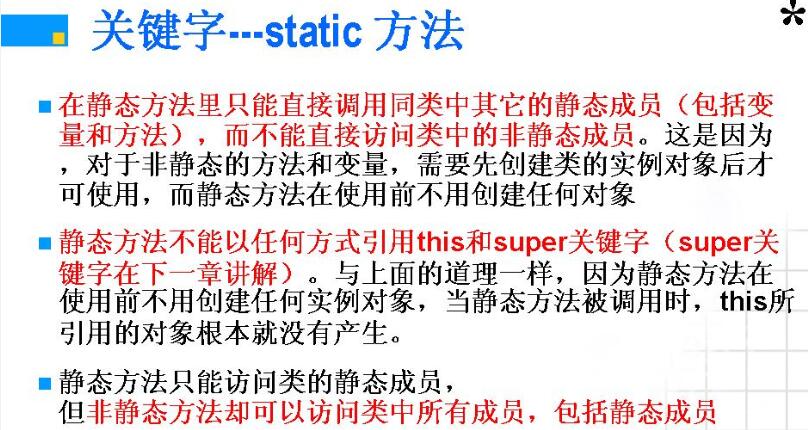 关键字---static 方法
*
在静态方法里只能直接调用同类中其它的静态成员（包括变
量和方法），而不能直接访问类中的非静态成员。这是因为
，对于非静态的方法和变量，需要先创建类的实例对象后才
可使用，而静态方法在使用前不用创建任何对象
静态方法不能以任何方式引用this和super关键字（super关
键字在下一章讲解）。与上面的道理一样，因为静态方法在
使用前不用创建任何实例对象，当静态方法被调用时，this所
引用的对象根本就没有产生。
静态方法只能访问类的静态成员，
但非静态方法却可以访问类中所有成员，包括静态成员